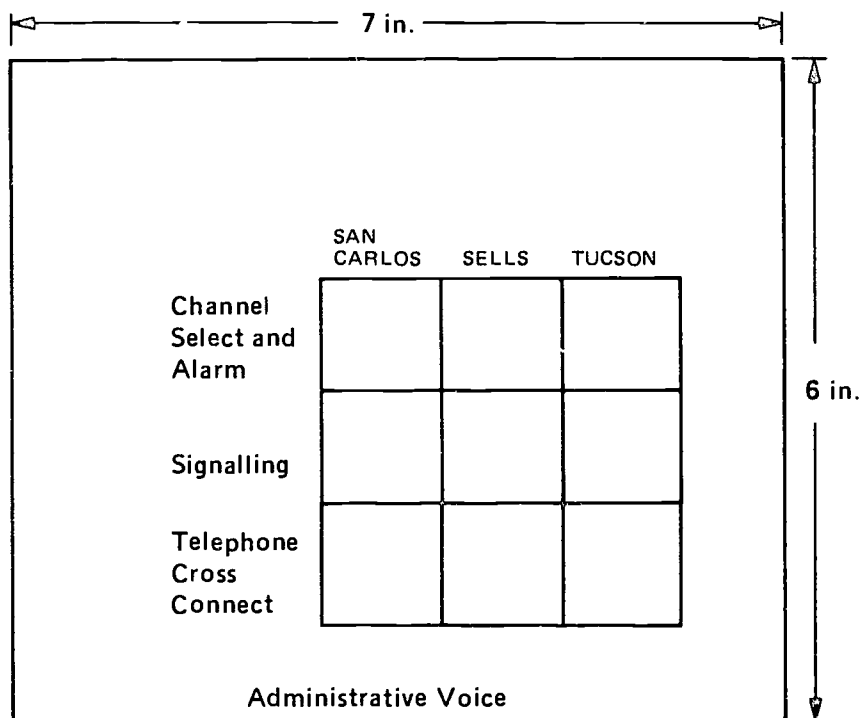 7 in.
SAN
CARLOS SELLS TUCSON
Channel
Select and
Alarm
6 in.
Signalling
Telephone
Cross
Connect
Administrative Voice